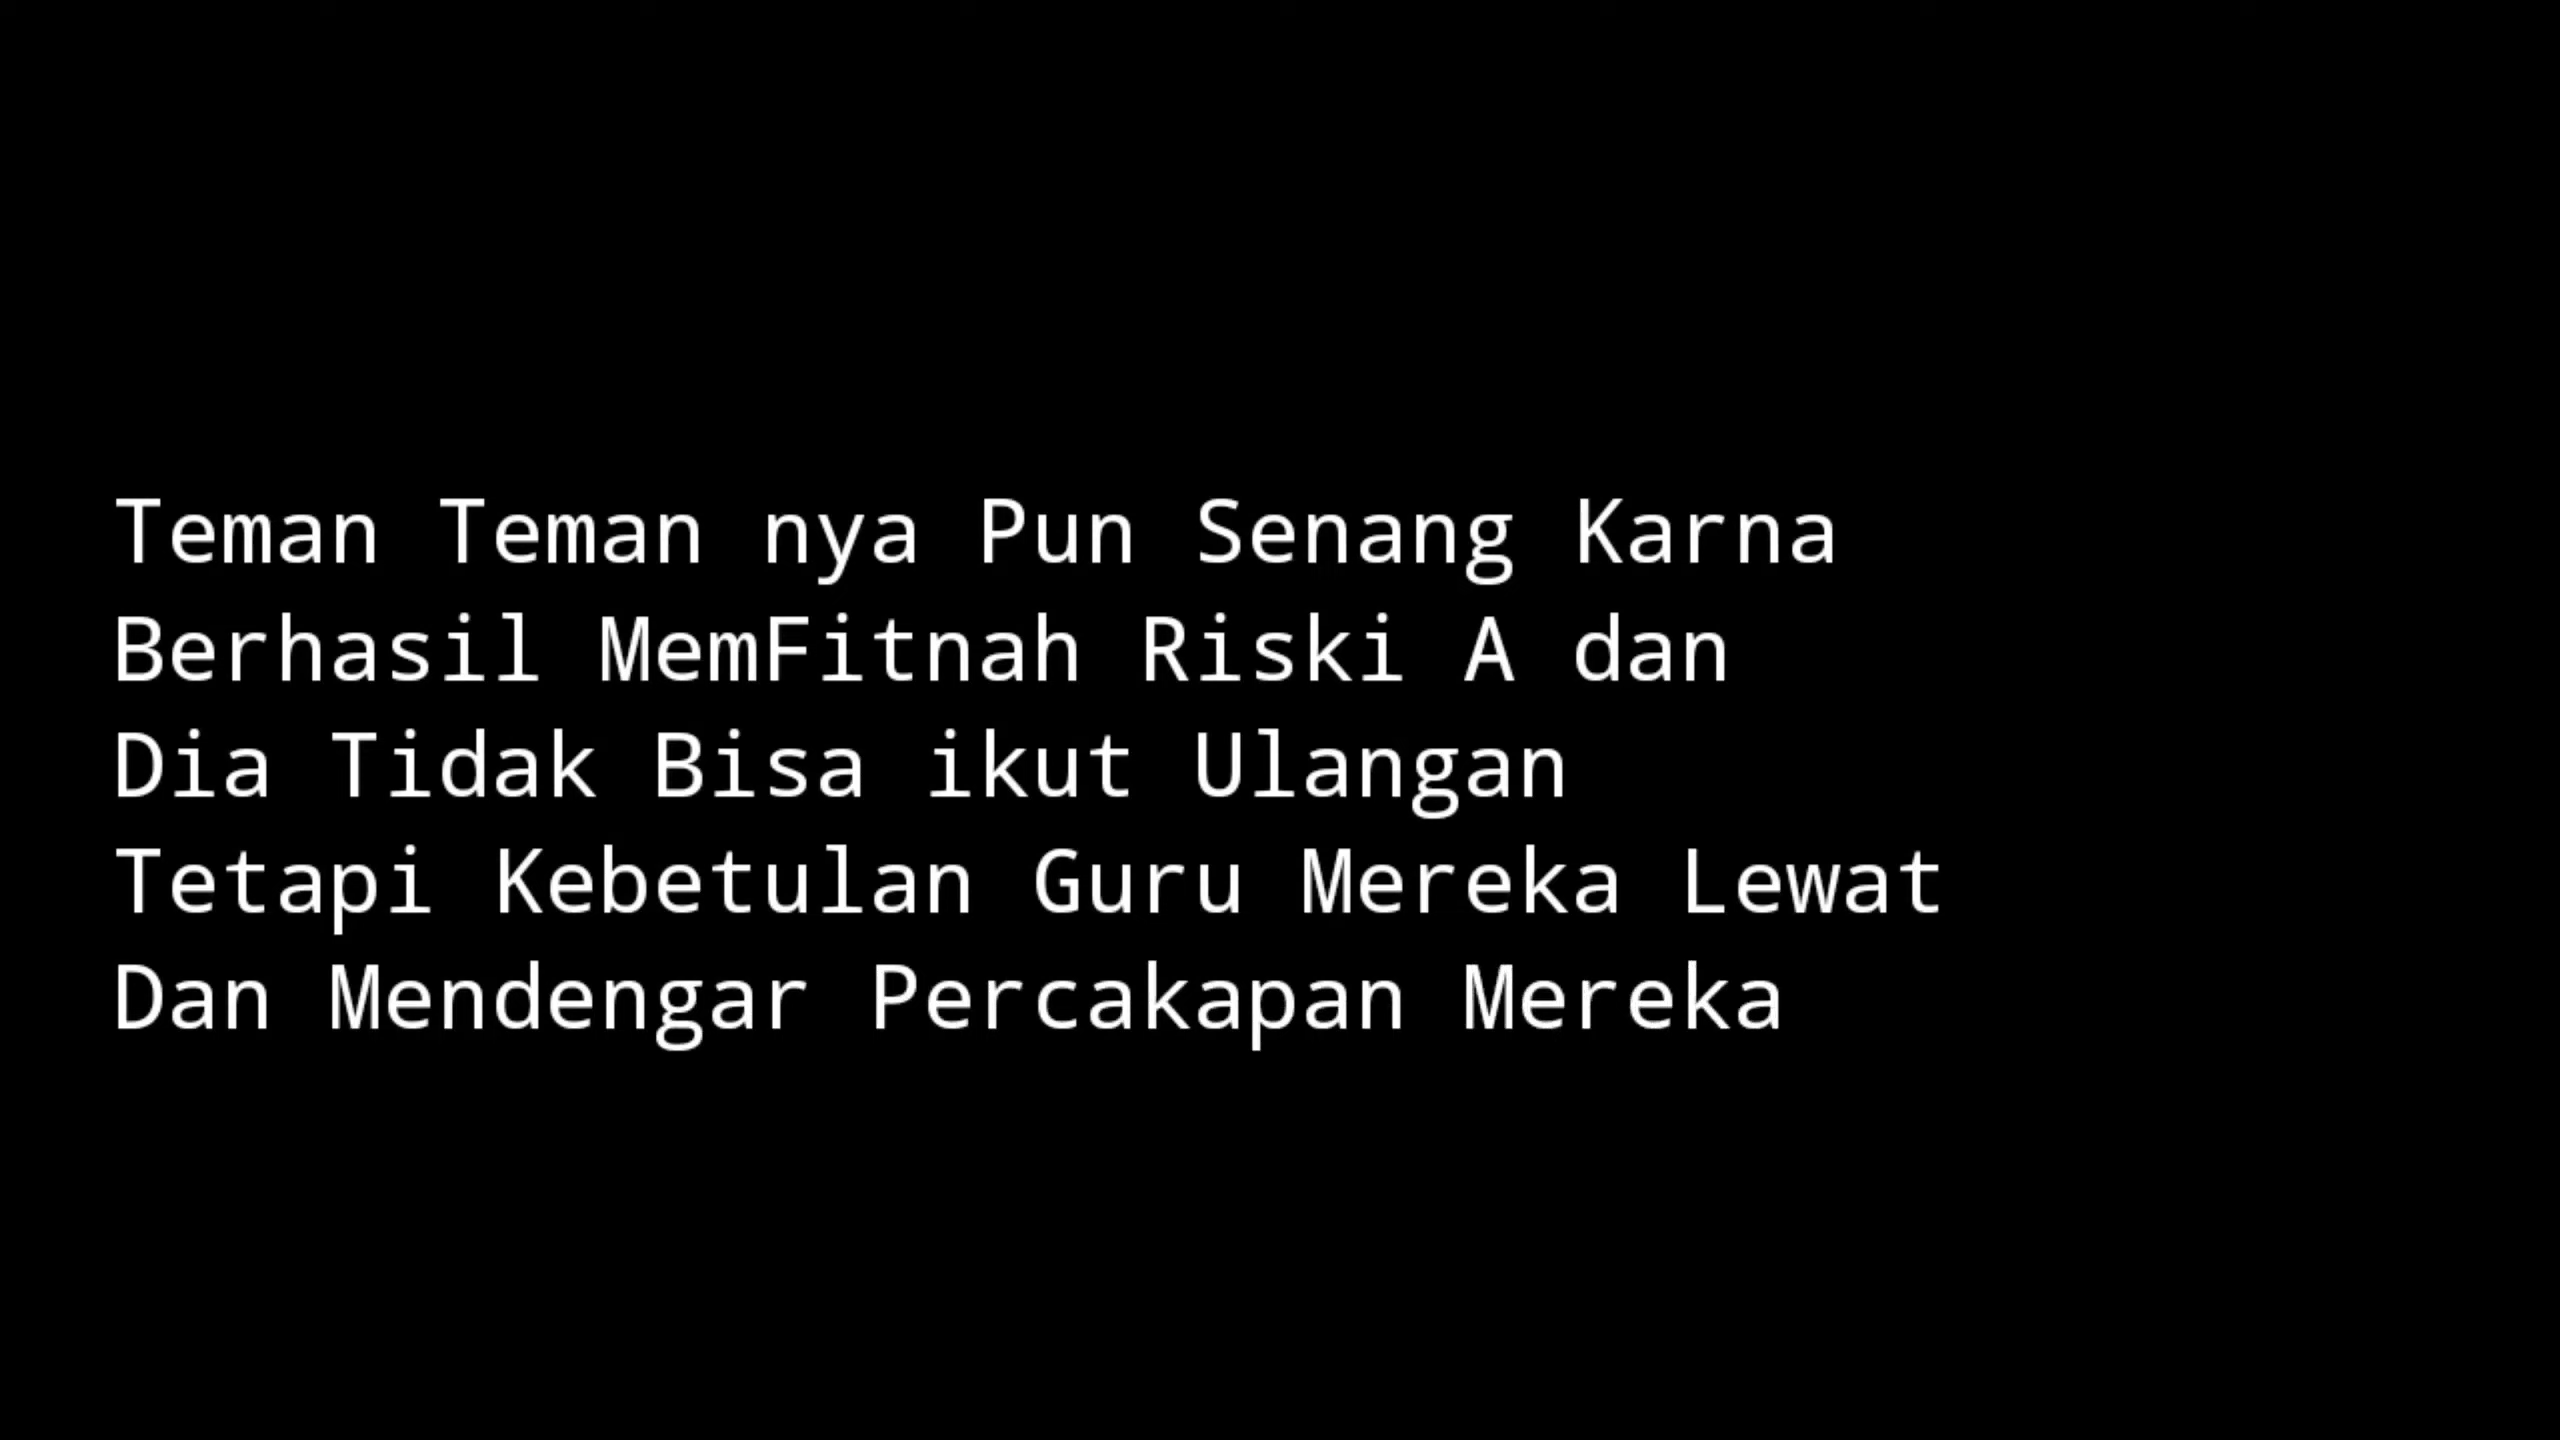 Teman Teman nya Pun Senang Karna
Berhasil MemFitnah Riski A dan
Dia Tidak Bisa ikut Ulangan
Tetapi Kebetulan Guru Mereka Lewat
Dan Mendengar Percakapan Mereka